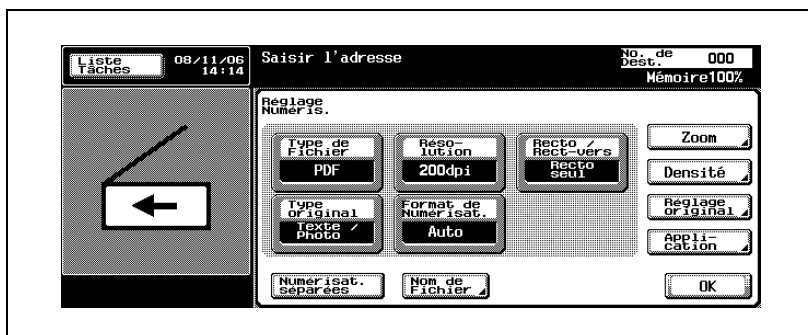 Liste
Tâches
08/11/06
14:14
Saisir l'adresse
No. de
Dest.
000
Mémoire100%
Réglage
Numéris.
Type de
Fichier
PDF
Réso-
lution
200dpi
Recto /
Rect-vers
Recto
seul
Zoom
Densité
Type
original
Texte /
Photo
Format de
Numérisat.
Auto
Réglage
original
Appli-
cation
Numérisat.
séparées
Nom de
Fichier
OK